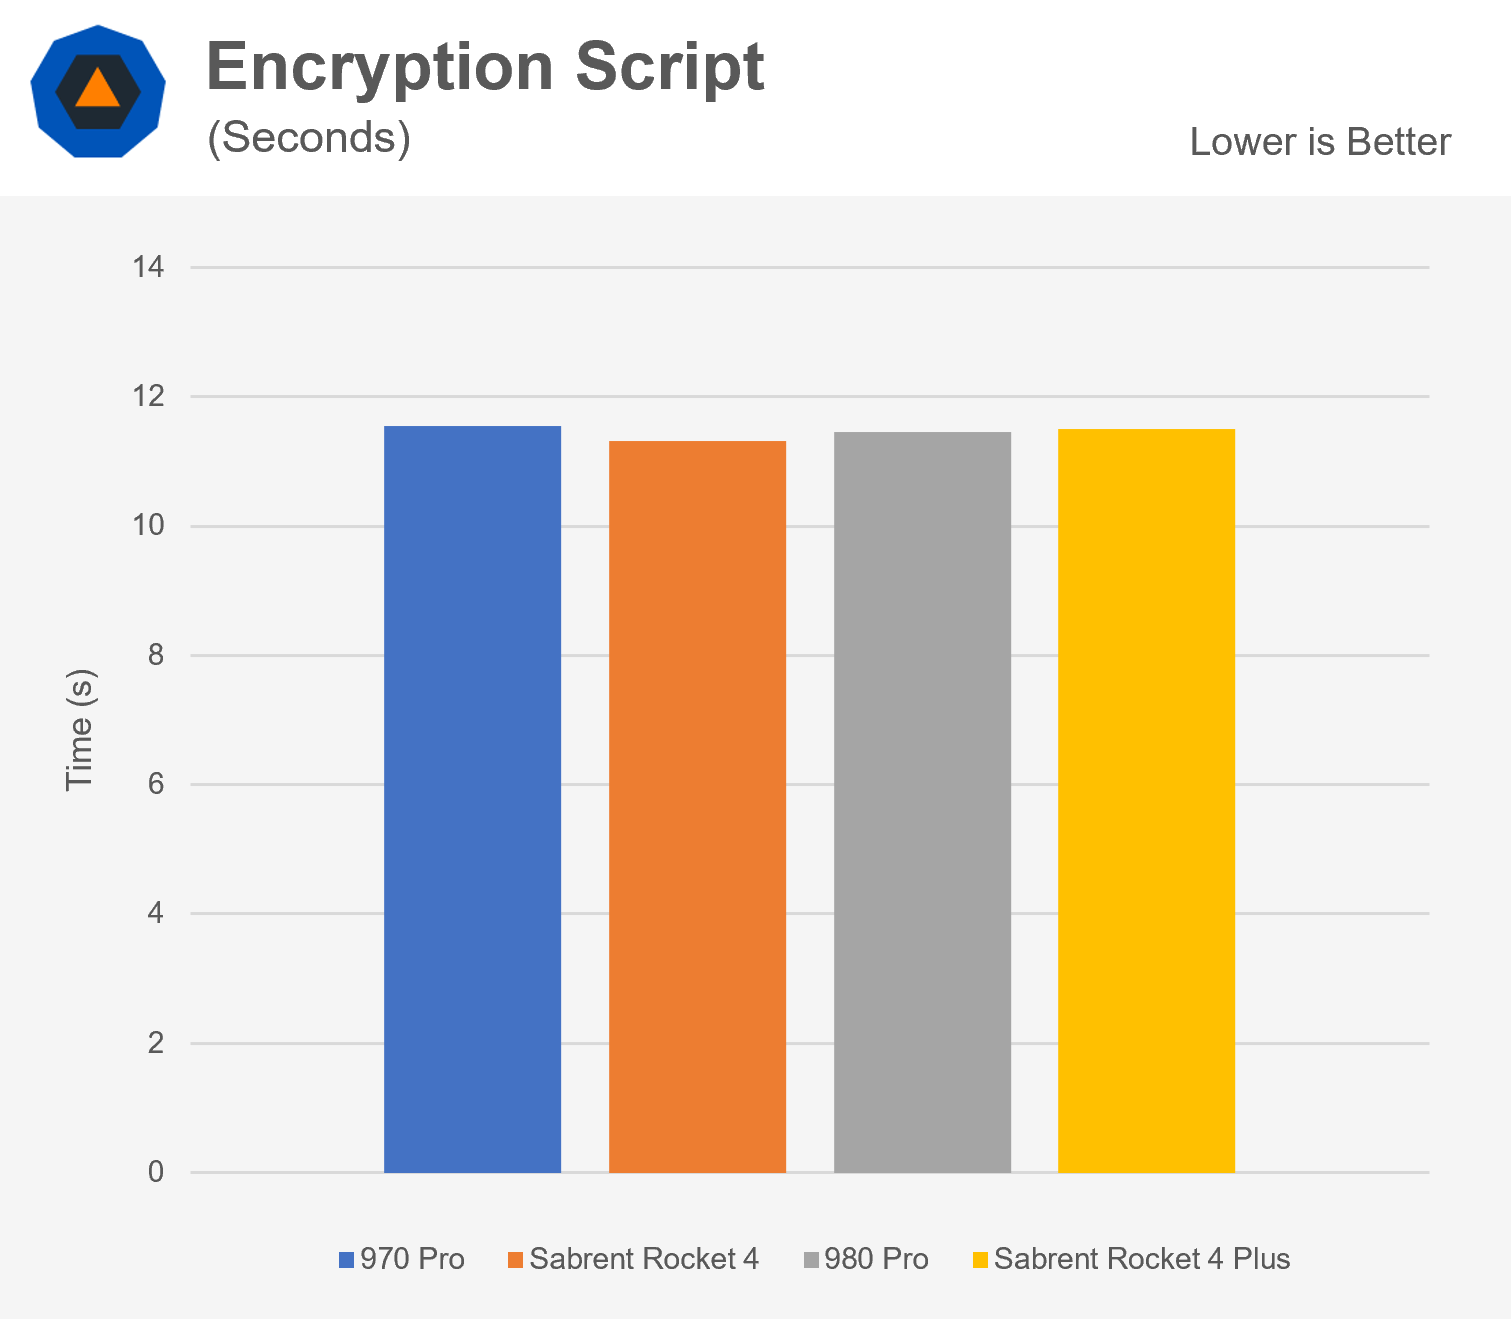 Encryption Script
(Seconds)
Lower is Better
14
12
10
8
6
4
2
0
Time (s)
970 Pro
Sabrent Rocket 4
980 Pro
Sabrent Rocket 4 Plus